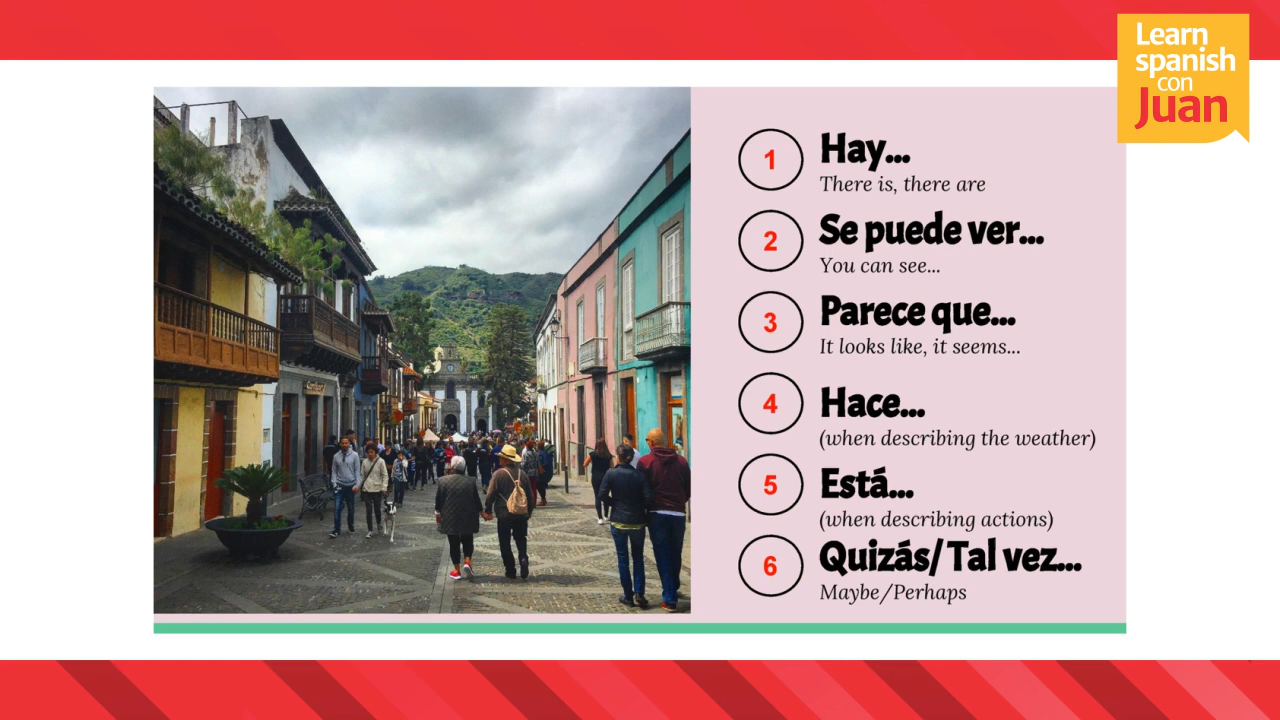 Learn
spanish
con
Juan
1
Hay...
There is, there are
2
Se puede ver...
You can see...
3
Parece que...
It looks like, it seems...
4
Hace...
(when describing the weather)
5
Está...
(when describing actions)
6
Quizás/ Tal vez...
Maybe/Perhaps